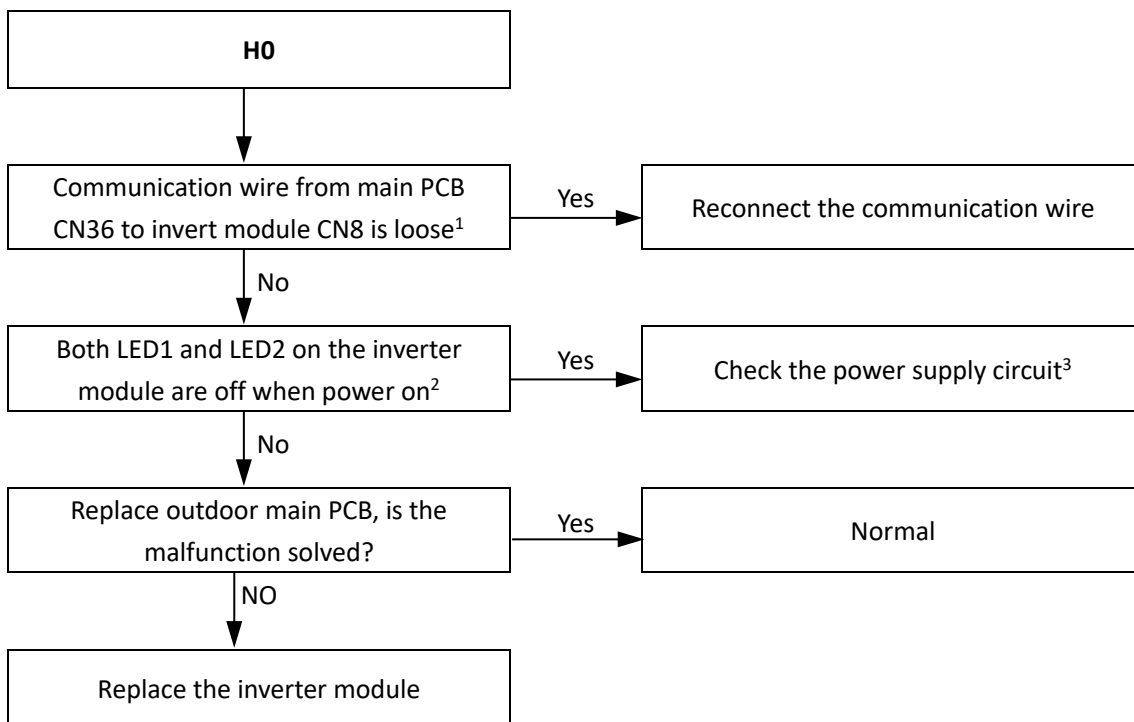 H0
Communication wire from main PCB
CN36 to invert module CN8 is loose¹
Yes
Reconnect the communication wire
No
Both LED1 and LED2 on the inverter
module are off when power on²
Yes
Check the power supply circuit³
No
Replace outdoor main PCB, is the
malfunction solved?
Yes
Normal
NO
Replace the inverter module